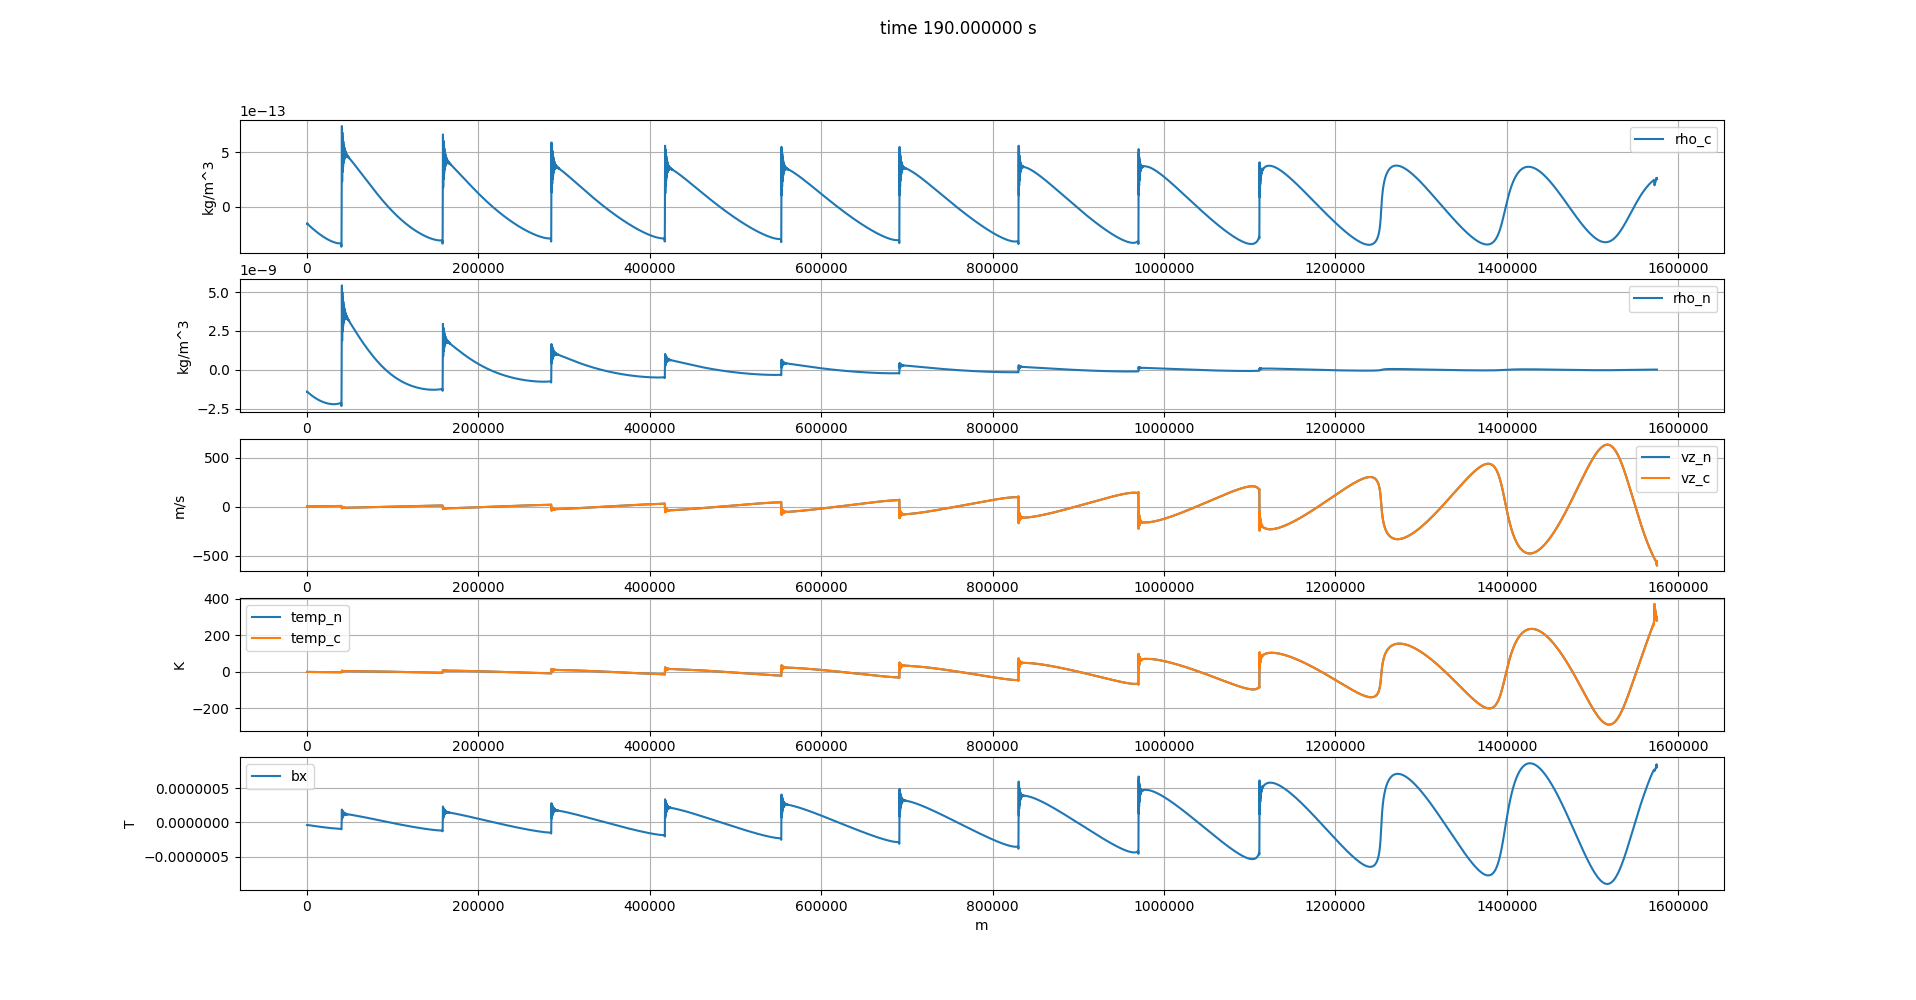 time 190.000000 s
1e−13
kg/m^3
5
0
rho_c
0 200000 400000 600000 800000 1000000 1200000 1400000 1600000
1e−9
kg/m^3
5.0
2.5
0.0
−2.5
rho_n
0 200000 400000 600000 800000 1000000 1200000 1400000 1600000
m/s
500
0
−500
vz_n
vz_c
0 200000 400000 600000 800000 1000000 1200000 1400000 1600000
K
400
200
0
−200
temp_n
temp_c
0 200000 400000 600000 800000 1000000 1200000 1400000 1600000
T
0.0000005
0.0000000
−0.0000005
bx
0 200000 400000 600000 800000 1000000 1200000 1400000 1600000
m